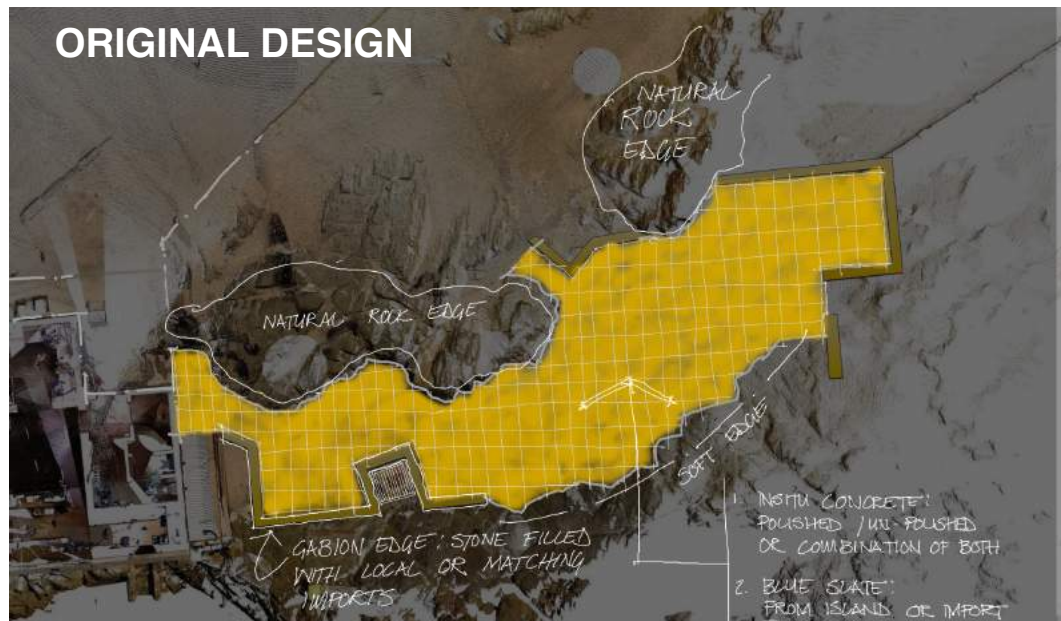 ORIGINAL DESIGN
NATURAL
ROCK
EDGE
NATURAL ROCK EDGE
SOFT EDGE
GABION EDGE: STONE FILLED
WITH LOCAL OR MATCHING
IMPORTS
1. INSITU CONCRETE:
POLISHED / UN-POLISHED
OR COMBINATION OF BOTH
2. BLUE SLATE:
FROM ISLAND OR IMPORT